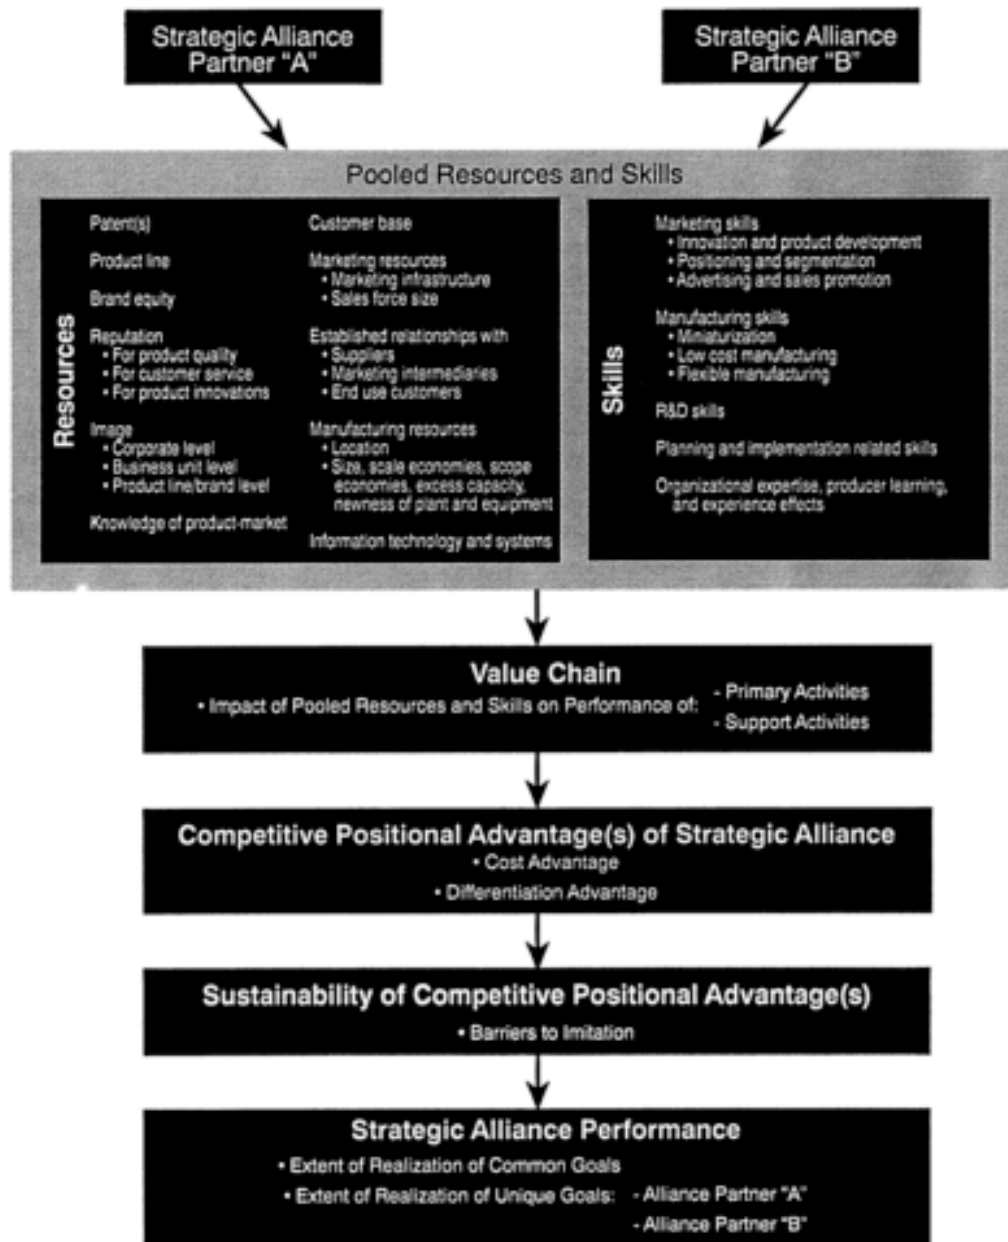 Strategic Alliance
Partner "A"
Strategic Alliance
Partner "B"
Pooled Resources and Skills
Resources
Patent(s)
Product line
Brand equity
Reputation
• For product quality
• For customer service
• For product innovations
Image
• Corporate level
• Business unit level
• Product line/brand level
Knowledge of product-market
Customer base
Marketing resources
• Marketing infrastructure
• Sales force size
Established relationships with
• Suppliers
• Marketing intermediaries
• End use customers
Manufacturing resources
• Location
• Size, scale economies, scope
economies, excess capacity,
newness of plant and equipment
Information technology and systems
Skills
Marketing skills
• Innovation and product development
• Positioning and segmentation
• Advertising and sales promotion
Manufacturing skills
• Miniaturization
• Low cost manufacturing
• Flexible manufacturing
R&D skills
Planning and implementation related skills
Organizational expertise, producer learning,
and experience effects
Value Chain
• Impact of Pooled Resources and Skills on Performance of:
- Primary Activities
- Support Activities
Competitive Positional Advantage(s) of Strategic Alliance
• Cost Advantage
• Differentiation Advantage
Sustainability of Competitive Positional Advantage(s)
• Barriers to Imitation
Strategic Alliance Performance
• Extent of Realization of Common Goals
• Extent of Realization of Unique Goals: - Alliance Partner "A"
- Alliance Partner "B"